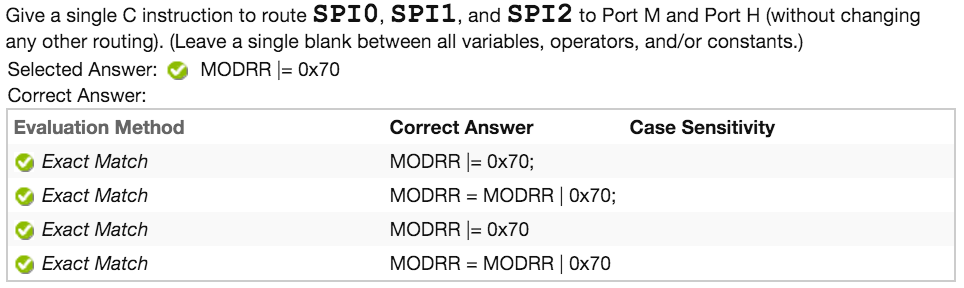 Give a single C instruction to route SPI0, SPI1, and SPI2 to Port M and Port H (without changing
any other routing). (Leave a single blank between all variables, operators, and/or constants.)
Selected Answer: MODRR |= 0x70
Correct Answer:
Evaluation Method Correct Answer Case Sensitivity
Exact Match MODRR |= 0x70;
Exact Match MODRR = MODRR | 0x70;
Exact Match MODRR |= 0x70
Exact Match MODRR = MODRR | 0x70